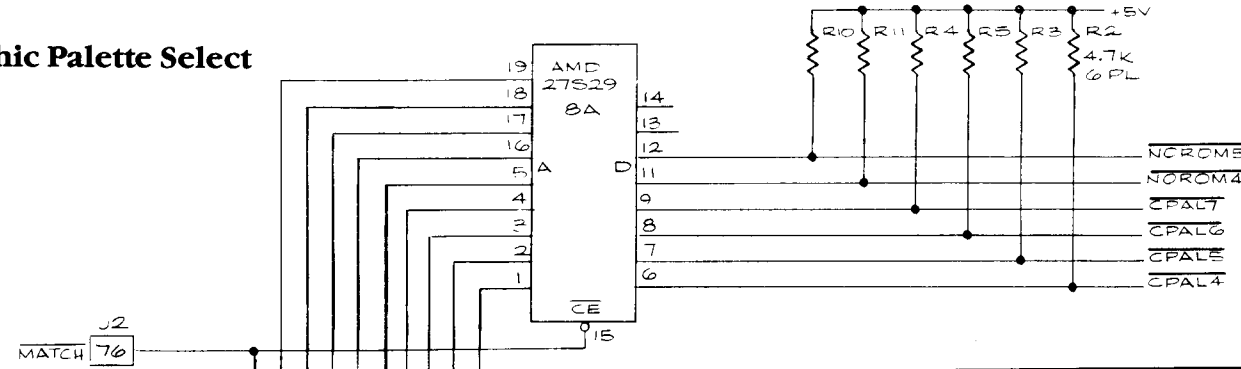 hic Palette Select
+5V
R10 R11 R4 R5 R3 R2
4.7K
6 PL
AMD
27S29
8A
19
18
17
16
5
4
3
2
1
A
D
14
13
12
11
9
8
7
6
CE
15
NOROM5
NOROM4
CPAL7
CPAL6
CPAL5
CPAL4
J2
MATCH 76